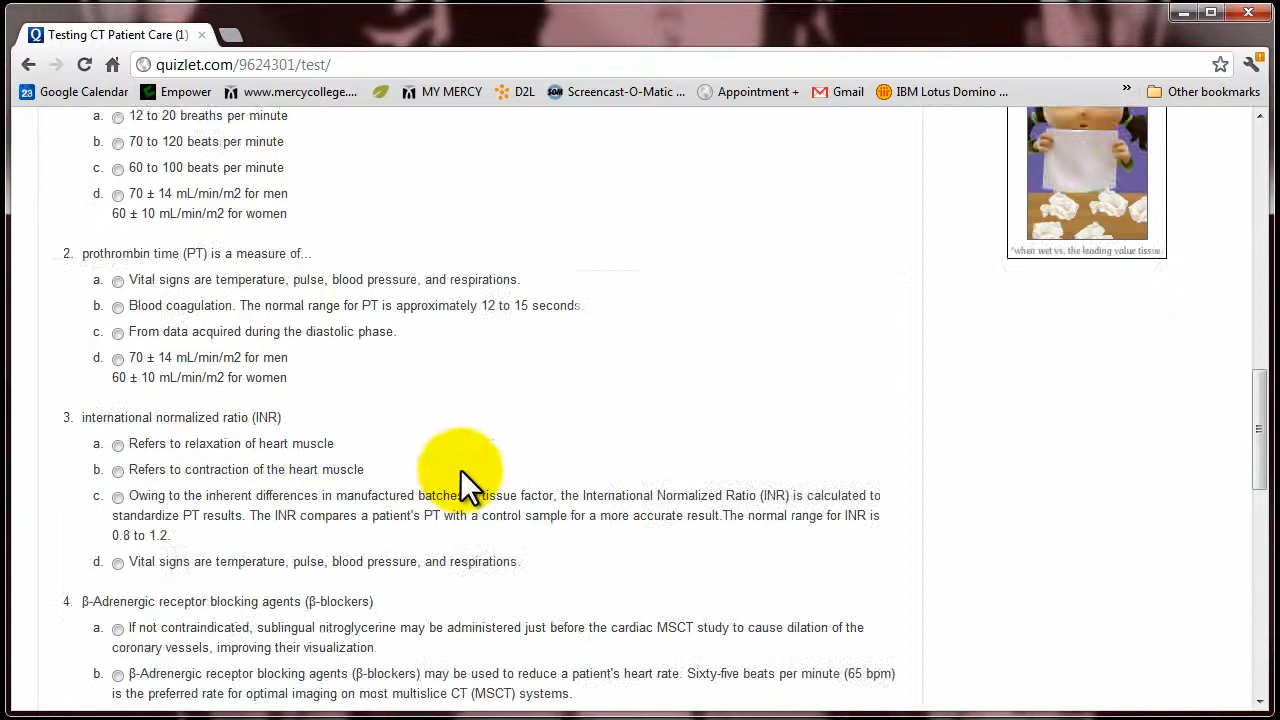 Testing CT Patient Care (1)
quizlet.com/9624301/test/
23 Google Calendar Empower www.mercycollege.... MY MERCY D2L Screencast-O-Matic ... Appointment + Gmail IBM Lotus Domino ... » Other bookmarks
a. 12 to 20 breaths per minute
b. 70 to 120 beats per minute
c. 60 to 100 beats per minute
d. 70 ± 14 mL/min/m2 for men
60 ± 10 mL/min/m2 for women
2. prothrombin time (PT) is a measure of...
a. Vital signs are temperature, pulse, blood pressure, and respirations.
b. Blood coagulation. The normal range for PT is approximately 12 to 15 seconds.
c. From data acquired during the diastolic phase.
d. 70 ± 14 mL/min/m2 for men
60 ± 10 mL/min/m2 for women
3. international normalized ratio (INR)
a. Refers to relaxation of heart muscle
b. Refers to contraction of the heart muscle
c. Owing to the inherent differences in manufactured batches tissue factor, the International Normalized Ratio (INR) is calculated to
standardize PT results. The INR compares a patient's PT with a control sample for a more accurate result.The normal range for INR is
0.8 to 1.2.
d. Vital signs are temperature, pulse, blood pressure, and respirations.
4. β-Adrenergic receptor blocking agents (β-blockers)
a. If not contraindicated, sublingual nitroglycerine may be administered just before the cardiac MSCT study to cause dilation of the
coronary vessels, improving their visualization.
b. β-Adrenergic receptor blocking agents (β-blockers) may be used to reduce a patient's heart rate. Sixty-five beats per minute (65 bpm)
is the preferred rate for optimal imaging on most multislice CT (MSCT) systems.
*when wet vs. the leading value tissue.